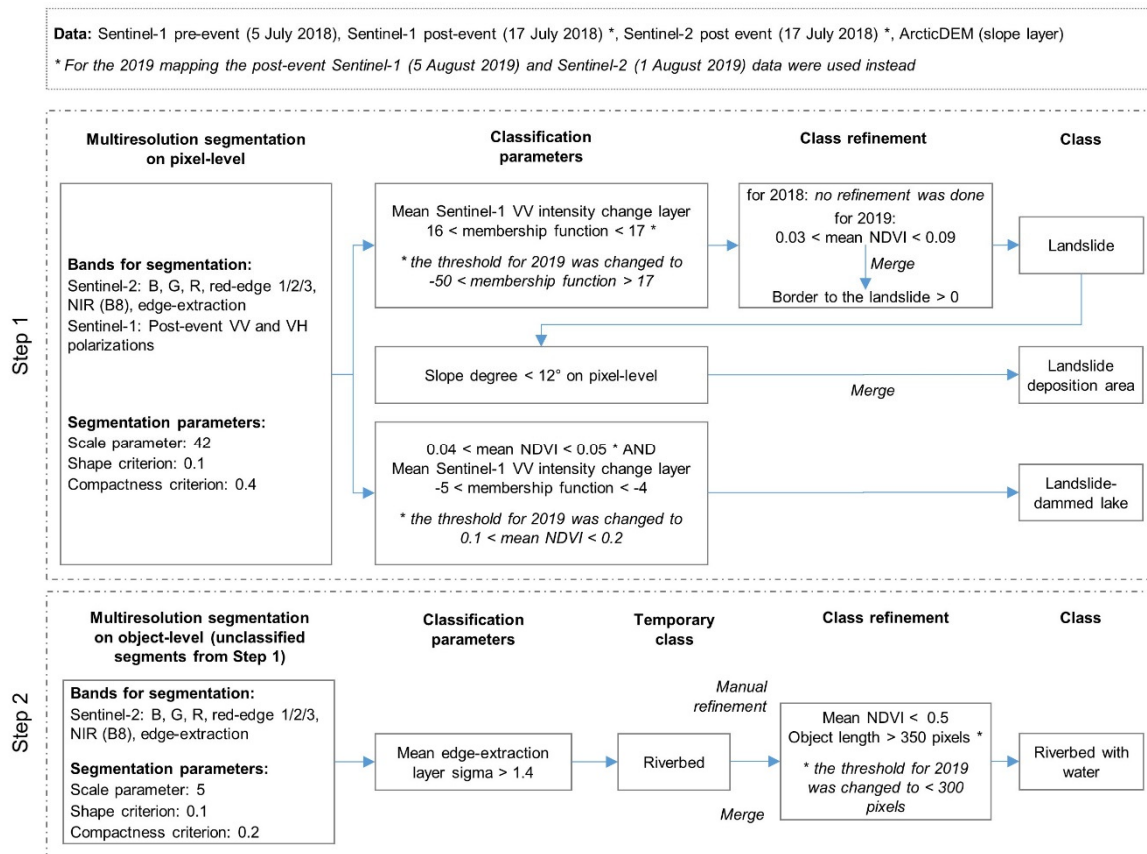 Data: Sentinel-1 pre-event (5 July 2018), Sentinel-1 post-event (17 July 2018) *, Sentinel-2 post event (17 July 2018) *, ArcticDEM (slope layer)
* For the 2019 mapping the post-event Sentinel-1 (5 August 2019) and Sentinel-2 (1 August 2019) data were used instead
Step 1
Multiresolution segmentation
on pixel-level
Bands for segmentation:
Sentinel-2: B, G, R, red-edge 1/2/3,
NIR (B8), edge-extraction
Sentinel-1: Post-event VV and VH
polarizations
Segmentation parameters:
Scale parameter: 42
Shape criterion: 0.1
Compactness criterion: 0.4
Classification
parameters
Mean Sentinel-1 VV intensity change layer
16 < membership function < 17 *
* the threshold for 2019 was changed to
-50 < membership function > 17
Class refinement
for 2018: no refinement was done
for 2019:
0.03 < mean NDVI < 0.09
Merge
Border to the landslide > 0
Class
Landslide
Slope degree < 12° on pixel-level
Merge
Landslide
deposition area
0.04 < mean NDVI < 0.05 * AND
Mean Sentinel-1 VV intensity change layer
-5 < membership function < -4
* the threshold for 2019 was changed to
0.1 < mean NDVI < 0.2
Landslide-
dammed lake
Step 2
Multiresolution segmentation
on object-level (unclassified
segments from Step 1)
Bands for segmentation:
Sentinel-2: B, G, R, red-edge 1/2/3,
NIR (B8), edge-extraction
Segmentation parameters:
Scale parameter: 5
Shape criterion: 0.1
Compactness criterion: 0.2
Classification
parameters
Mean edge-extraction
layer sigma > 1.4
Temporary
class
Riverbed
Manual
refinement
Merge
Class refinement
Mean NDVI < 0.5
Object length > 350 pixels *
* the threshold for 2019
was changed to < 300
pixels
Class
Riverbed with
water